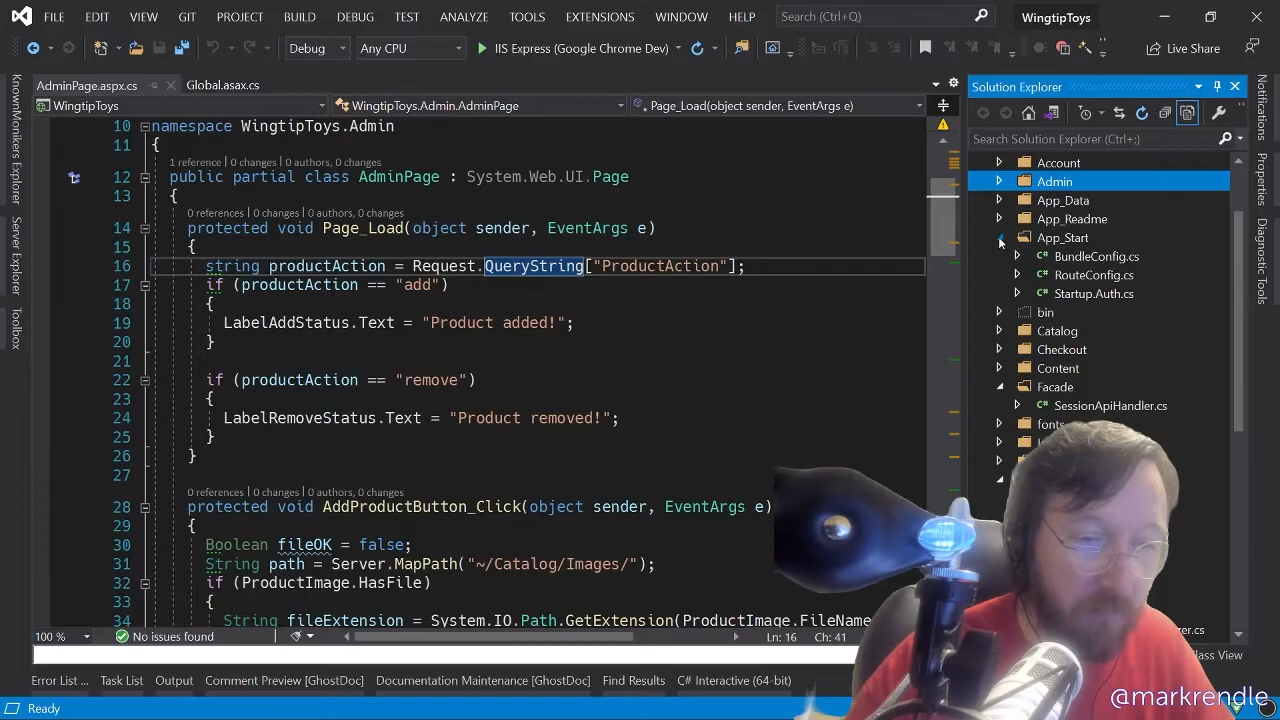 FILE EDIT VIEW GIT PROJECT BUILD DEBUG TEST ANALYZE TOOLS EXTENSIONS WINDOW HELP Search (Ctrl+Q) WingtipToys
Debug Any CPU IIS Express (Google Chrome Dev) Live Share
KnownMonikers Explorer
Server Explorer
Toolbox
AdminPage.aspx.cs Global.asax.cs
WingtipToys WingtipToys.Admin.AdminPage Page_Load(object sender, EventArgs e)
10 namespace WingtipToys.Admin
11 {
1 reference | 0 changes | 0 authors, 0 changes
12 public partial class AdminPage : System.Web.UI.Page
13 {
0 references | 0 changes | 0 authors, 0 changes
14 protected void Page_Load(object sender, EventArgs e)
15 {
16 string productAction = Request.QueryString["ProductAction"];
17 if (productAction == "add")
18 {
19 LabelAddStatus.Text = "Product added!";
20 }
21
22 if (productAction == "remove")
23 {
24 LabelRemoveStatus.Text = "Product removed!";
25 }
26 }
27
0 references | 0 changes | 0 authors, 0 changes
28 protected void AddProductButton_Click(object sender, EventArgs e)
29 {
30 Boolean fileOK = false;
31 String path = Server.MapPath("~/Catalog/Images/");
32 if (ProductImage.HasFile)
33 {
34 String fileExtension = System.IO.Path.GetExtension(ProductImage.FileName
100 % No issues found Ln: 16 Ch: 41
Solution Explorer
Search Solution Explorer (Ctrl+;)
Account
Admin
App_Data
App_Readme
App_Start
BundleConfig.cs
RouteConfig.cs
Startup.Auth.cs
bin
Catalog
Checkout
Content
Facade
SessionApiHandler.cs
fonts
Notifications
Properties
Diagnostic Tools
Error List ... Task List Output Comment Preview [GhostDoc] Documentation Maintenance [GhostDoc] Find Results C# Interactive (64-bit)
Ready
@markrendle